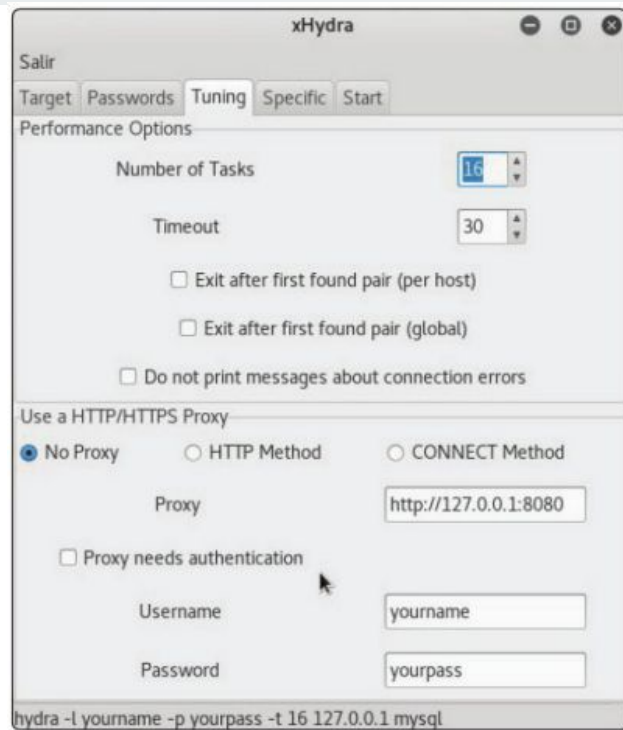 xHydra
Salir
Target Passwords Tuning Specific Start
Performance Options
Number of Tasks 16
Timeout 30
Exit after first found pair (per host)
Exit after first found pair (global)
Do not print messages about connection errors
Use a HTTP/HTTPS Proxy
No Proxy HTTP Method CONNECT Method
Proxy http://127.0.0.1:8080
Proxy needs authentication
Username yourname
Password yourpass
hydra -l yourname -p yourpass -t 16 127.0.0.1 mysql